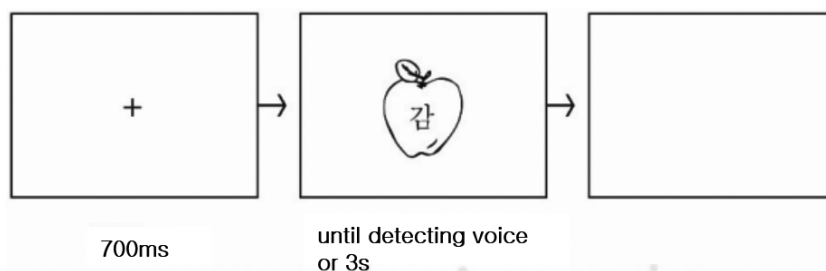 +
감
700ms
until detecting voice
or 3s